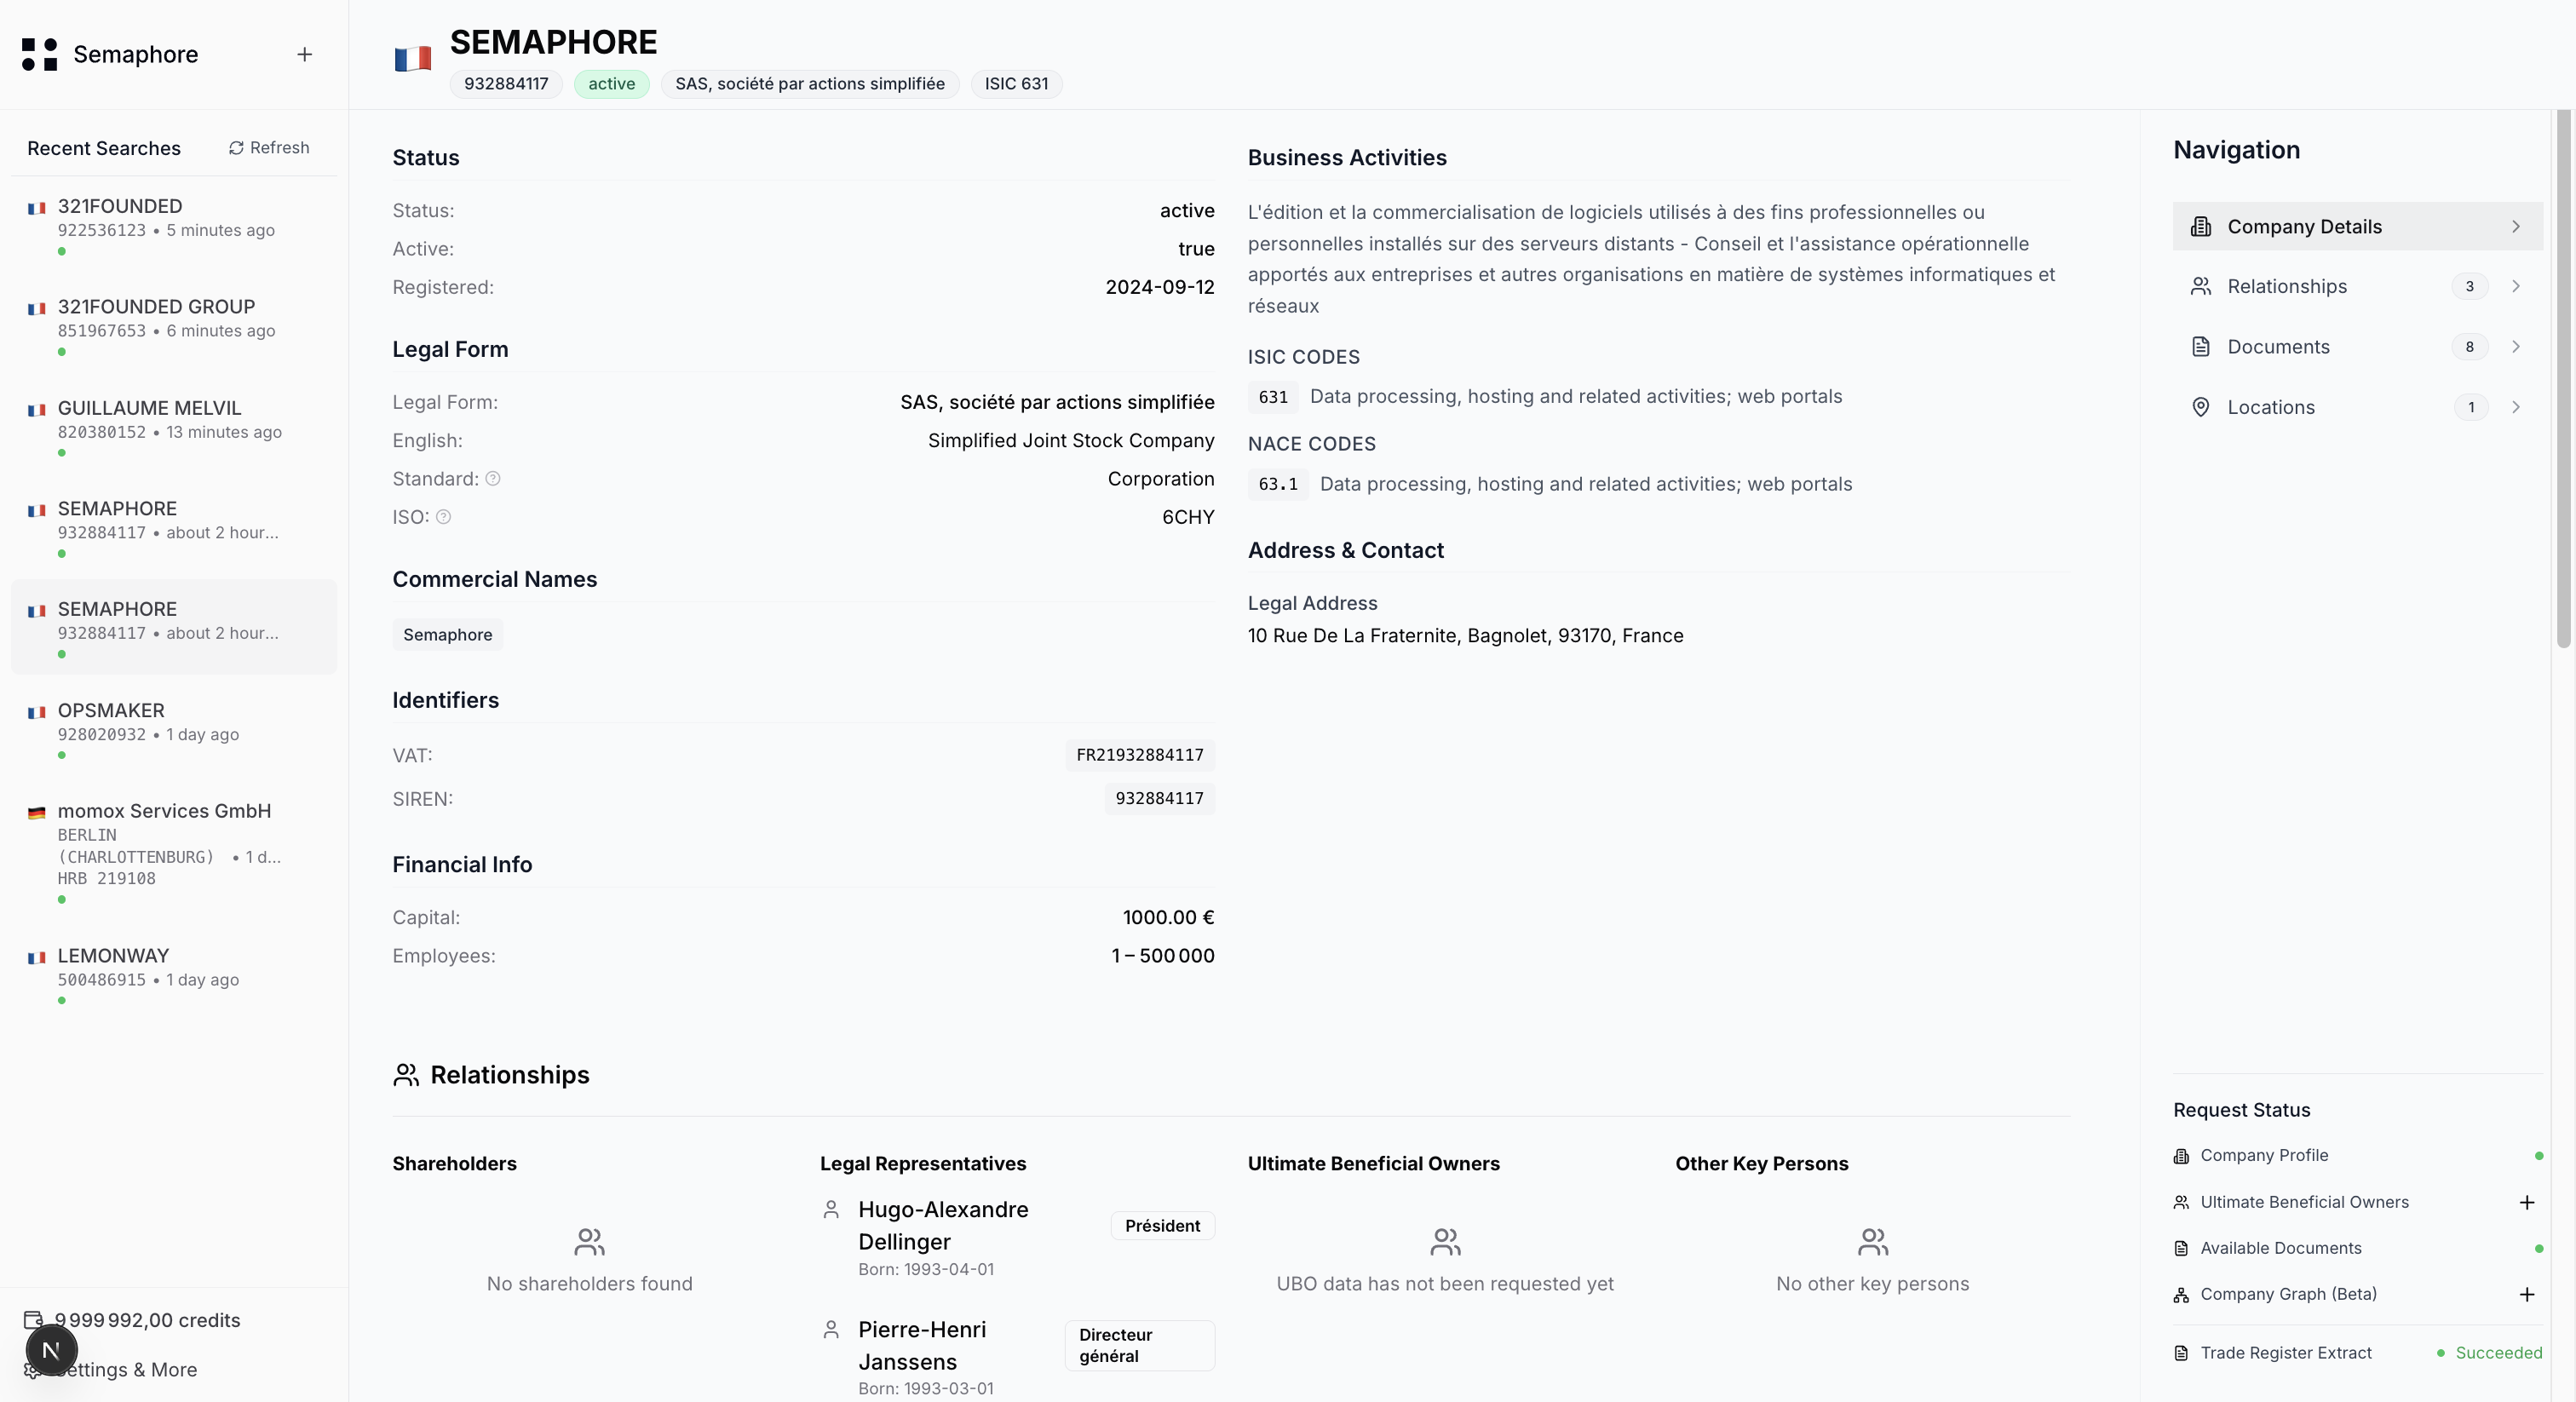 Semaphore
Recent Searches
Refresh
321FOUNDED
922536123 • 5 minutes ago
321FOUNDED GROUP
851967653 • 6 minutes ago
GUILLAUME MELVIL
820380152 • 13 minutes ago
SEMAPHORE
932884117 • about 2 hour...
SEMAPHORE
932884117 • about 2 hour...
OPSMAKER
928020932 • 1 day ago
momox Services GmbH
BERLIN
(CHARLOTTENBURG) • 1 d...
HRB 219108
LEMONWAY
500486915 • 1 day ago
9 999 992,00 credits
N
ettings & More
SEMAPHORE
932884117
active
SAS, société par actions simplifiée
ISIC 631
Status
Status: active
Active: true
Registered: 2024-09-12
Legal Form
Legal Form: SAS, société par actions simplifiée
English: Simplified Joint Stock Company
Standard: Corporation
ISO: 6CHY
Commercial Names
Semaphore
Identifiers
VAT: FR21932884117
SIREN: 932884117
Financial Info
Capital: 1000.00 €
Employees: 1 – 500 000
Business Activities
L'édition et la commercialisation de logiciels utilisés à des fins professionnelles ou
personnelles installés sur des serveurs distants - Conseil et l'assistance opérationnelle
apportés aux entreprises et autres organisations en matière de systèmes informatiques et
réseaux
ISIC CODES
631 Data processing, hosting and related activities; web portals
NACE CODES
63.1 Data processing, hosting and related activities; web portals
Address & Contact
Legal Address
10 Rue De La Fraternite, Bagnolet, 93170, France
Relationships
Shareholders
No shareholders found
Legal Representatives
Hugo-Alexandre
Dellinger
Born: 1993-04-01
Président
Pierre-Henri
Janssens
Born: 1993-03-01
Directeur
général
Ultimate Beneficial Owners
UBO data has not been requested yet
Other Key Persons
No other key persons
Navigation
Company Details
Relationships 3
Documents 8
Locations 1
Request Status
Company Profile
Ultimate Beneficial Owners
Available Documents
Company Graph (Beta)
Trade Register Extract
Succeeded